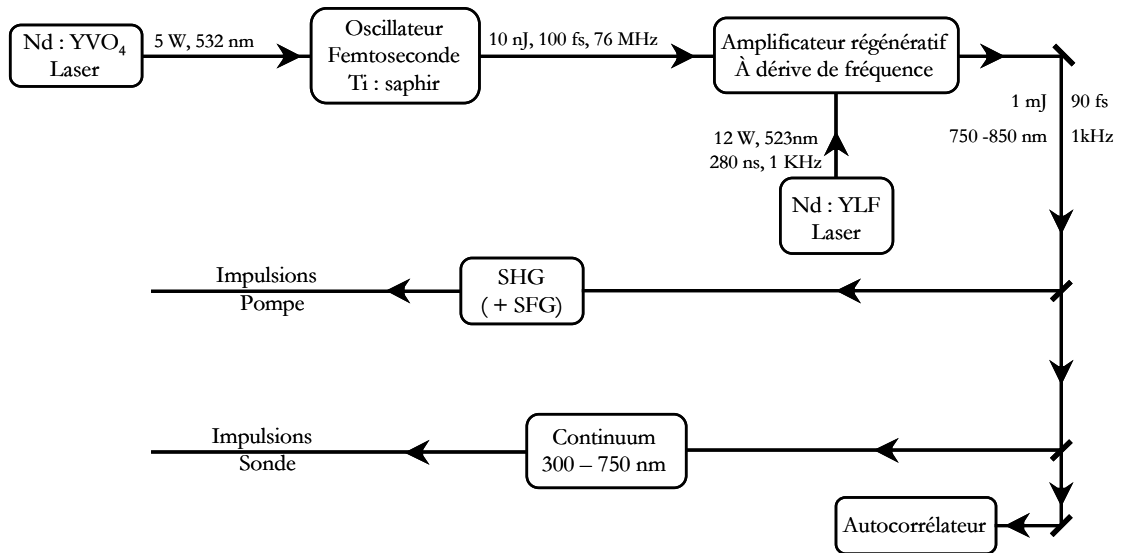 Nd : YVO4
Laser
5 W, 532 nm
Oscillateur
Femtoseconde
Ti : saphir
10 nJ, 100 fs, 76 MHz
Amplificateur régénératif
À dérive de fréquence
1 mJ
90 fs
750 -850 nm
1kHz
12 W, 523nm
280 ns, 1 KHz
Nd : YLF
Laser
Impulsions
Pompe
SHG
( + SFG)
Impulsions
Sonde
Continuum
300 – 750 nm
Autocorrélateur